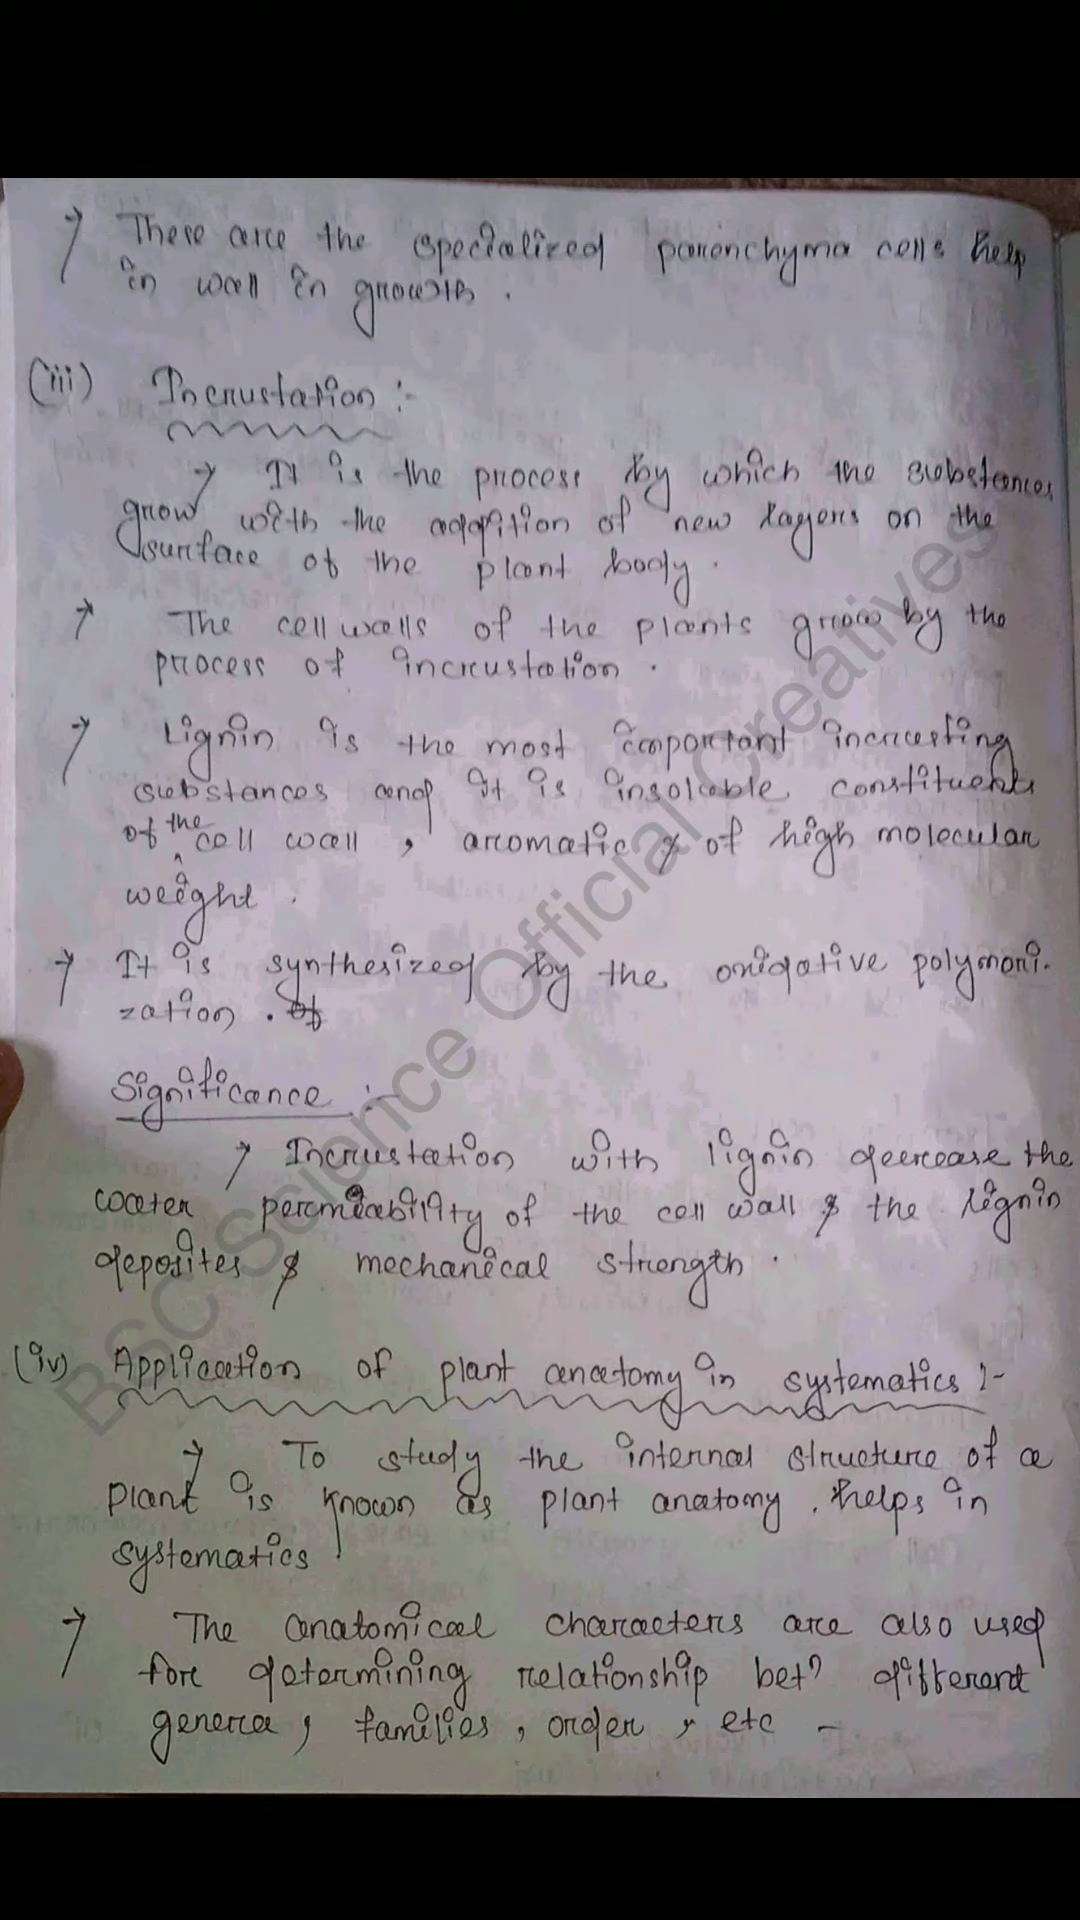 → These are the specialized parenchyma cells help
in wall in growth.
(iii) Incrustation :-
→ It is the process by which the substances
grow with the addition of new layers on the
surface of the plant body.
→ The cell walls of the plants grow by the
process of incrustation.
→ Lignin is the most important incrusting
substances and it is insoluble constituents
of the cell wall, aromatic & of high molecular
weight.
→ It is synthesized by the oxidative polymeri-
zation. of
Significance :-
→ Incrustation with lignin decrease the
water permiability of the cell wall & the lignin
deposites & mechanical strength.
(iv) Application of plant anatomy in systematics :-
→ To study the internal structure of a
plant is known as plant anatomy. helps in
systematics.
→ The anatomical characters are also used
for determining relationship betn different
genera, families, order, etc -
BSC Science Official Creatives